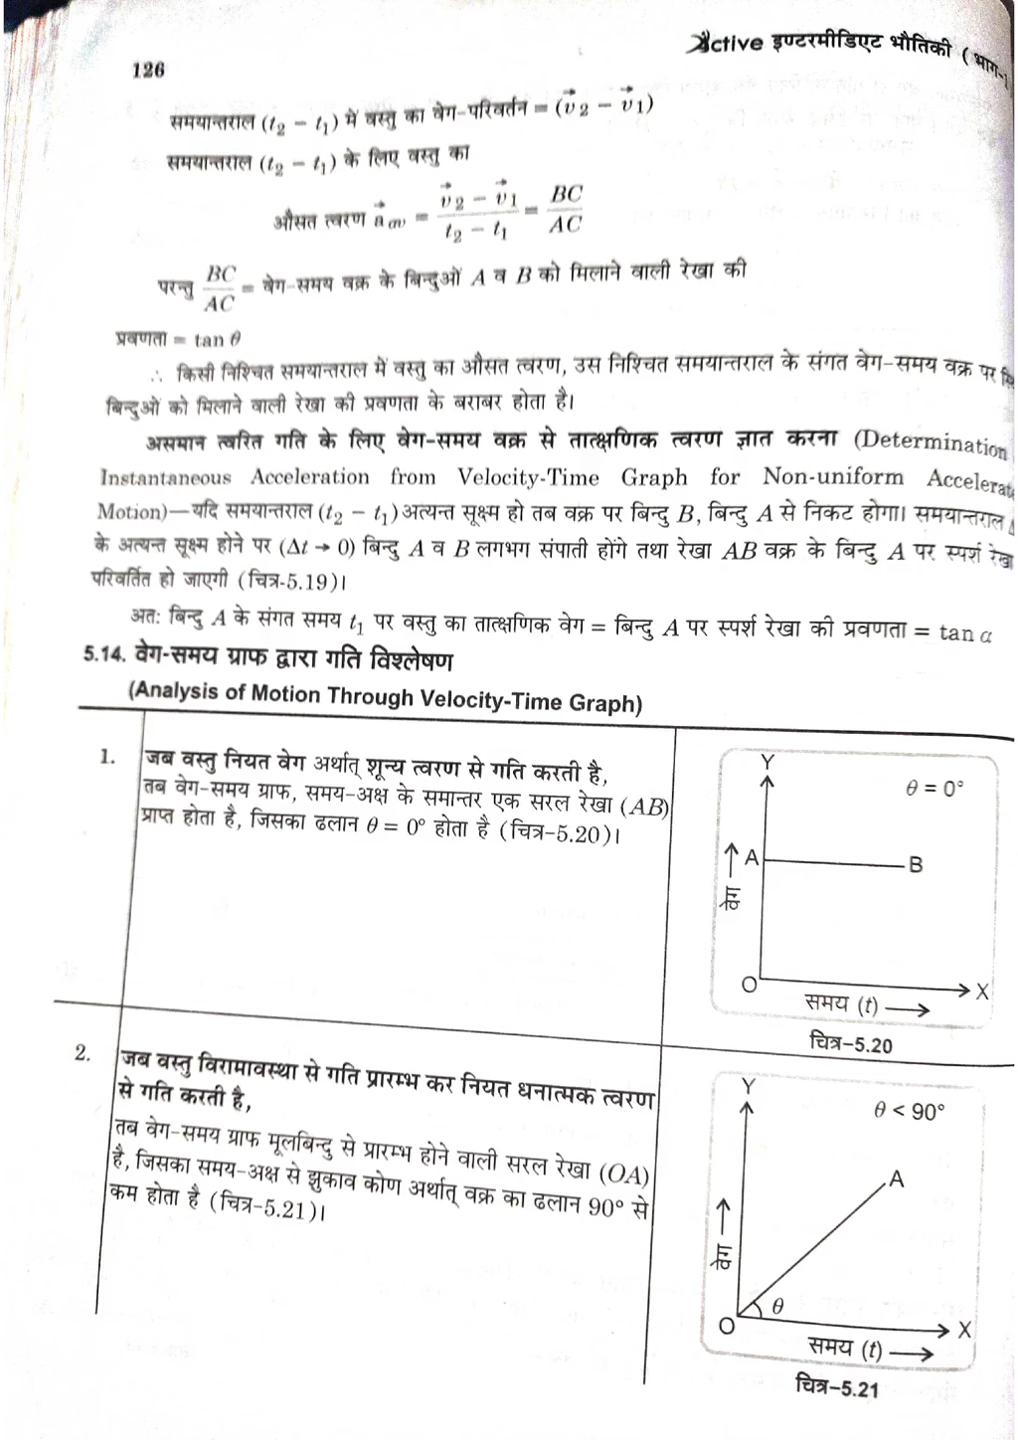 126
Active इण्टरमीडिएट भौतिकी (भाग-1)
समयान्तराल (t₂ − t₁) में वस्तु का वेग-परिवर्तन = (v⃗₂ − v⃗₁)
समयान्तराल (t₂ − t₁) के लिए वस्तु का
औसत त्वरण a⃗ av = (v⃗₂ − v⃗₁)/(t₂ − t₁) = BC/AC
परन्तु BC/AC = वेग-समय वक्र के बिन्दुओं A व B को मिलाने वाली रेखा की
प्रवणता = tan θ
∴ किसी निश्चित समयान्तराल में वस्तु का औसत त्वरण, उस निश्चित समयान्तराल के संगत वेग-समय वक्र पर
बिन्दुओं को मिलाने वाली रेखा की प्रवणता के बराबर होता है।
असमान त्वरित गति के लिए वेग-समय वक्र से तात्क्षणिक त्वरण ज्ञात करना (Determination
Instantaneous Acceleration from Velocity-Time Graph for Non-uniform Accelerat
Motion)—यदि समयान्तराल (t₂ − t₁) अत्यन्त सूक्ष्म हो तब वक्र पर बिन्दु B, बिन्दु A से निकट होगा। समयान्तराल
के अत्यन्त सूक्ष्म होने पर (Δt → 0) बिन्दु A व B लगभग संपाती होंगे तथा रेखा AB वक्र के बिन्दु A पर स्पर्श रेखा
परिवर्तित हो जाएगी (चित्र-5.19)।
अतः बिन्दु A के संगत समय t₁ पर वस्तु का तात्क्षणिक वेग = बिन्दु A पर स्पर्श रेखा की प्रवणता = tan α
5.14. वेग-समय ग्राफ द्वारा गति विश्लेषण
(Analysis of Motion Through Velocity-Time Graph)
1. जब वस्तु नियत वेग अर्थात् शून्य त्वरण से गति करती है,
तब वेग-समय ग्राफ, समय-अक्ष के समान्तर एक सरल रेखा (AB)
प्राप्त होता है, जिसका ढलान θ = 0° होता है (चित्र-5.20)।
Y
θ = 0°
A
B
वेग
O
X
समय (t)
चित्र-5.20
2. जब वस्तु विरामावस्था से गति प्रारम्भ कर नियत धनात्मक त्वरण
से गति करती है,
तब वेग-समय ग्राफ मूलबिन्दु से प्रारम्भ होने वाली सरल रेखा (OA)
है, जिसका समय-अक्ष से झुकाव कोण अर्थात् वक्र का ढलान 90° से
कम होता है (चित्र-5.21)।
Y
θ < 90°
A
वेग
θ
O
X
समय (t)
चित्र-5.21